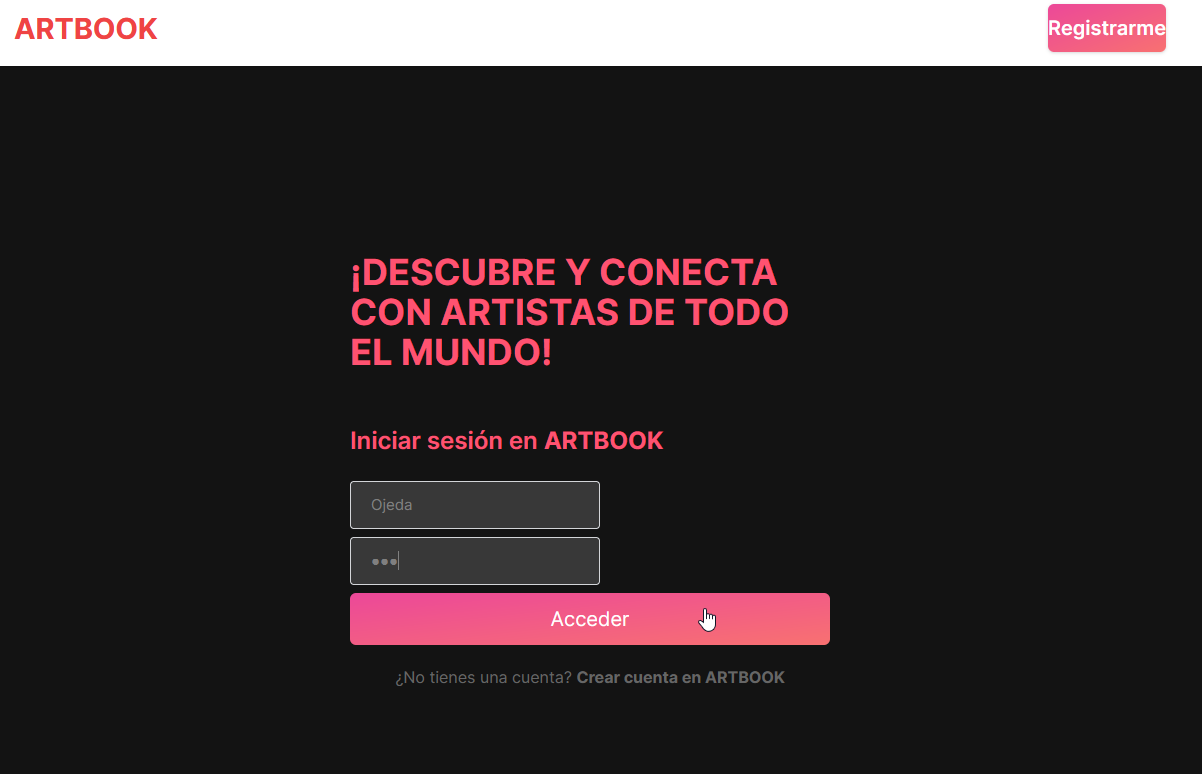 ARTBOOK
Registrarme
¡DESCUBRE Y CONECTA
CON ARTISTAS DE TODO
EL MUNDO!
Iniciar sesión en ARTBOOK
Ojeda
•••
Acceder
¿No tienes una cuenta? Crear cuenta en ARTBOOK